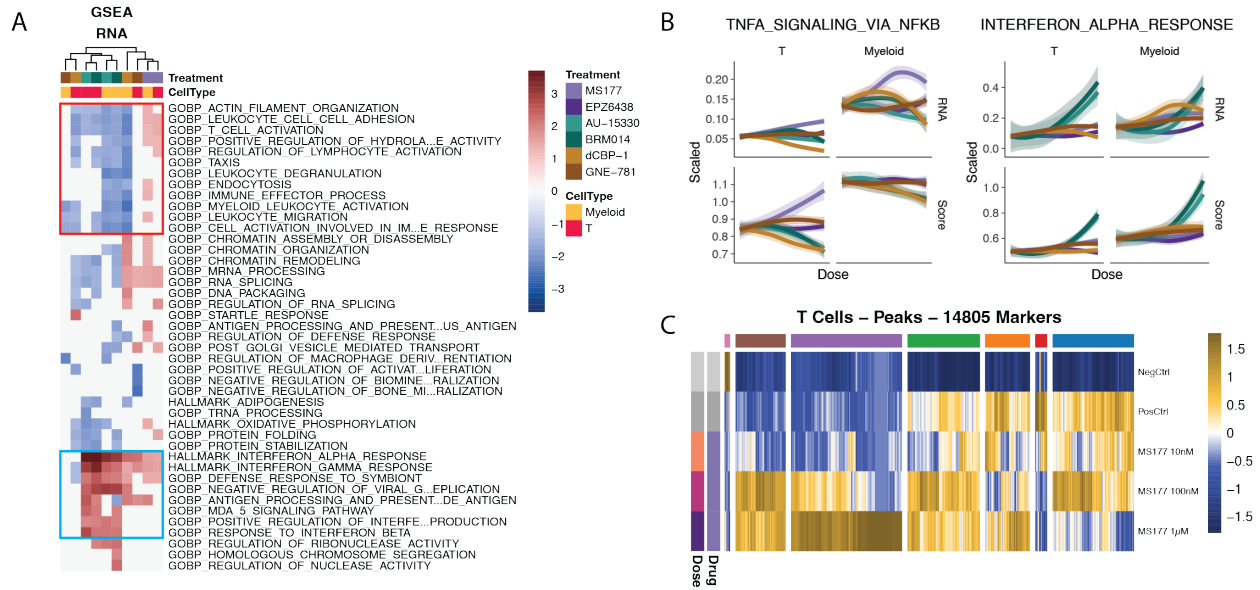 A
GSEA
RNA
Treatment
CellType
GOBP_ACTIN_FILAMENT_ORGANIZATION
GOBP_LEUKOCYTE_CELL_CELL_ADHESION
GOBP_T_CELL_ACTIVATION
GOBP_POSITIVE_REGULATION_OF_HYDROLA...E_ACTIVITY
GOBP_REGULATION_OF_LYMPHOCYTE_ACTIVATION
GOBP_TAXIS
GOBP_LEUKOCYTE_DEGRANULATION
GOBP_ENDOCYTOSIS
GOBP_IMMUNE_EFFECTOR_PROCESS
GOBP_MYELOID_LEUKOCYTE_ACTIVATION
GOBP_LEUKOCYTE_MIGRATION
GOBP_CELL_ACTIVATION_INVOLVED_IN_IM...E_RESPONSE
GOBP_CHROMATIN_ASSEMBLY_OR_DISASSEMBLY
GOBP_CHROMATIN_ORGANIZATION
GOBP_CHROMATIN_REMODELING
GOBP_MRNA_PROCESSING
GOBP_RNA_SPLICING
GOBP_DNA_PACKAGING
GOBP_REGULATION_OF_RNA_SPLICING
GOBP_STARTLE_RESPONSE
GOBP_ANTIGEN_PROCESSING_AND_PRESENT...US_ANTIGEN
GOBP_REGULATION_OF_DEFENSE_RESPONSE
GOBP_POST_GOLGI_VESICLE_MEDIATED_TRANSPORT
GOBP_REGULATION_OF_MACROPHAGE_DERIV...RENTIATION
GOBP_POSITIVE_REGULATION_OF_ACTIVAT...LIFERATION
GOBP_NEGATIVE_REGULATION_OF_BIOMINE...RALIZATION
GOBP_NEGATIVE_REGULATION_OF_BONE_MI...RALIZATION
HALLMARK_ADIPOGENESIS
GOBP_TRNA_PROCESSING
HALLMARK_OXIDATIVE_PHOSPHORYLATION
GOBP_PROTEIN_FOLDING
GOBP_PROTEIN_STABILIZATION
HALLMARK_INTERFERON_ALPHA_RESPONSE
HALLMARK_INTERFERON_GAMMA_RESPONSE
GOBP_DEFENSE_RESPONSE_TO_SYMBIONT
GOBP_NEGATIVE_REGULATION_OF_VIRAL_G...EPLICATION
GOBP_ANTIGEN_PROCESSING_AND_PRESENT...DE_ANTIGEN
GOBP_MDA_5_SIGNALING_PATHWAY
GOBP_POSITIVE_REGULATION_OF_INTERFE...PRODUCTION
GOBP_RESPONSE_TO_INTERFERON_BETA
GOBP_REGULATION_OF_RIBONUCLEASE_ACTIVITY
GOBP_HOMOLOGOUS_CHROMOSOME_SEGREGATION
GOBP_REGULATION_OF_NUCLEASE_ACTIVITY
3
2
1
0
−1
−2
−3
Treatment
MS177
EPZ6438
AU-15330
BRM014
dCBP-1
GNE-781
CellType
Myeloid
T
B
TNFA_SIGNALING_VIA_NFKB
T
Myeloid
0.20
0.15
0.10
0.05
RNA
Scaled
1.1
1.0
0.9
0.8
0.7
Score
Dose
INTERFERON_ALPHA_RESPONSE
T
Myeloid
0.4
0.2
0.0
RNA
Scaled
1.0
0.8
0.6
Score
Dose
C
T Cells – Peaks – 14805 Markers
NegCtrl
PosCtrl
MS177 10nM
MS177 100nM
MS177 1µM
Dose
Drug
1.5
1
0.5
0
−0.5
−1
−1.5